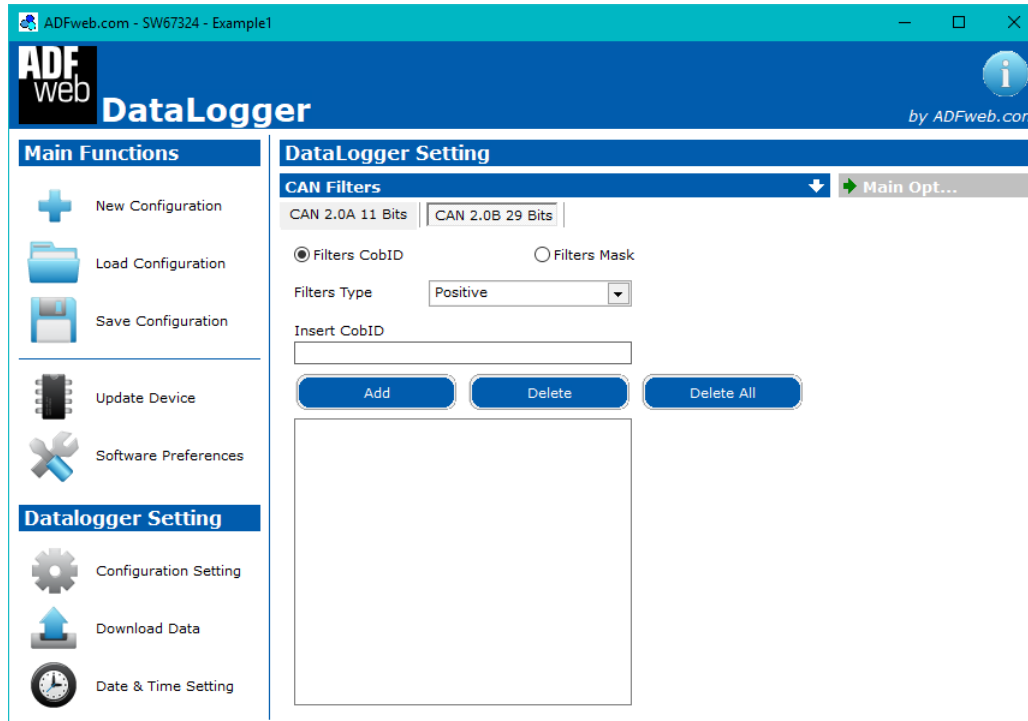 ADFweb.com - SW67324 - Example1
ADF
web
DataLogger
i
by ADFweb.com
Main Functions
New Configuration
Load Configuration
Save Configuration
Update Device
Software Preferences
Datalogger Setting
Configuration Setting
Download Data
Date & Time Setting
DataLogger Setting
CAN Filters
Main Opt...
CAN 2.0A 11 Bits
CAN 2.0B 29 Bits
Filters CobID
Filters Mask
Filters Type
Positive
Insert CobID
Add
Delete
Delete All